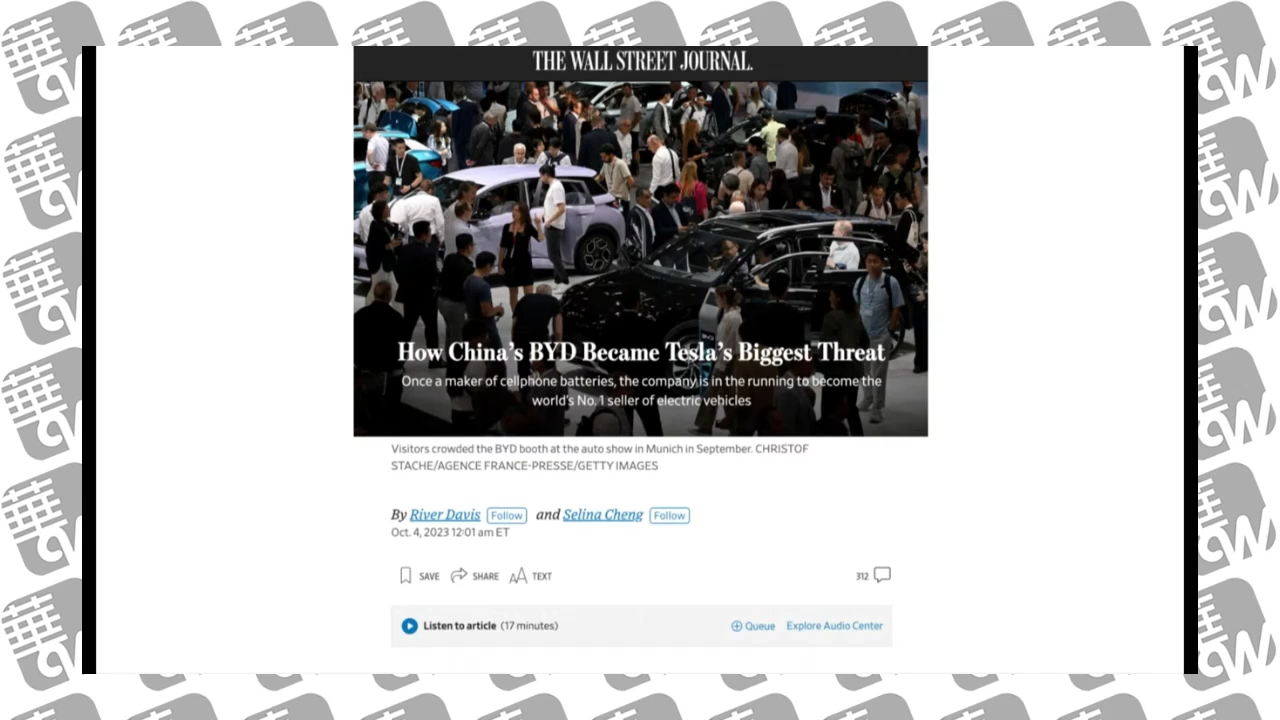 THE WALL STREET JOURNAL.
How China's BYD Became Tesla's Biggest Threat
Once a maker of cellphone batteries, the company is in the running to become the
world's No. 1 seller of electric vehicles
Visitors crowded the BYD booth at the auto show in Munich in September. CHRISTOF
STACHE/AGENCE FRANCE-PRESSE/GETTY IMAGES
By River Davis Follow and Selina Cheng Follow
Oct. 4, 2023 12:01 am ET
SAVE SHARE AA TEXT 312
Listen to article (17 minutes) Queue Explore Audio Center